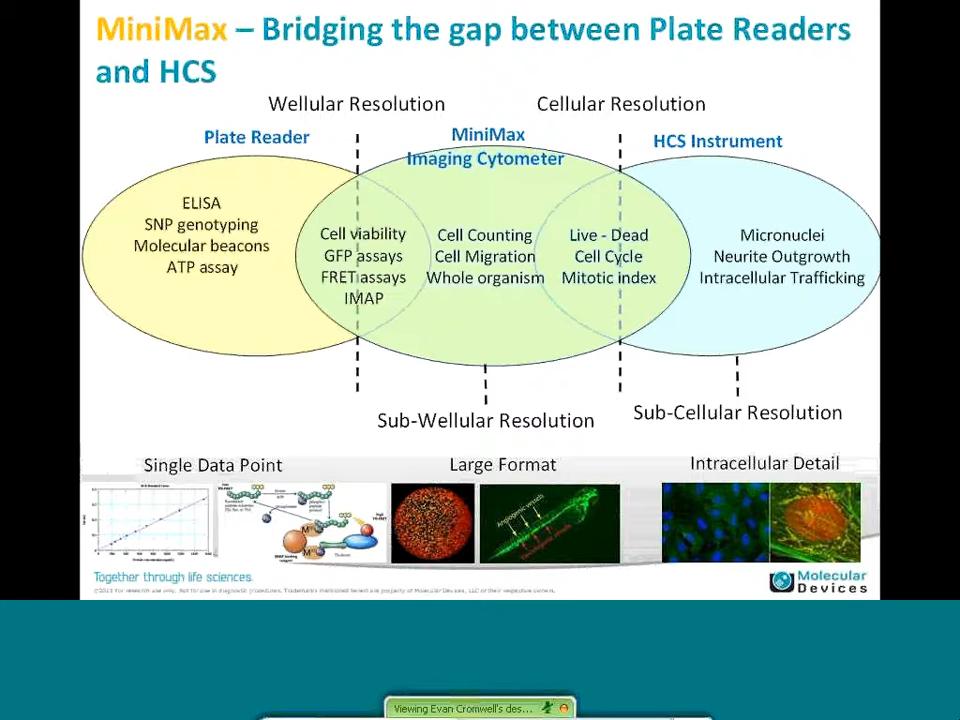 MiniMax – Bridging the gap between Plate Readers
and HCS
Wellular Resolution
Cellular Resolution
Plate Reader
MiniMax
Imaging Cytometer
HCS Instrument
ELISA
SNP genotyping
Molecular beacons
ATP assay
Cell viability
GFP assays
FRET assays
IMAP
Cell Counting
Cell Migration
Whole organism
Live - Dead
Cell Cycle
Mitotic index
Micronuclei
Neurite Outgrowth
Intracellular Trafficking
Sub-Wellular Resolution
Sub-Cellular Resolution
Single Data Point
Large Format
Intracellular Detail
Angiogenic vessels
Together through life sciences.
Molecular
Devices
Viewing Evan Cromwell's des...